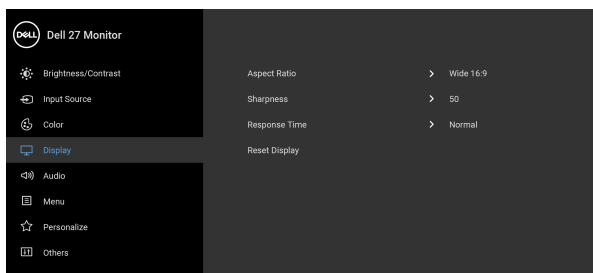 DELL Dell 27 Monitor
Brightness/Contrast
Input Source
Color
Display
Audio
Menu
Personalize
Others
Aspect Ratio > Wide 16:9
Sharpness > 50
Response Time > Normal
Reset Display